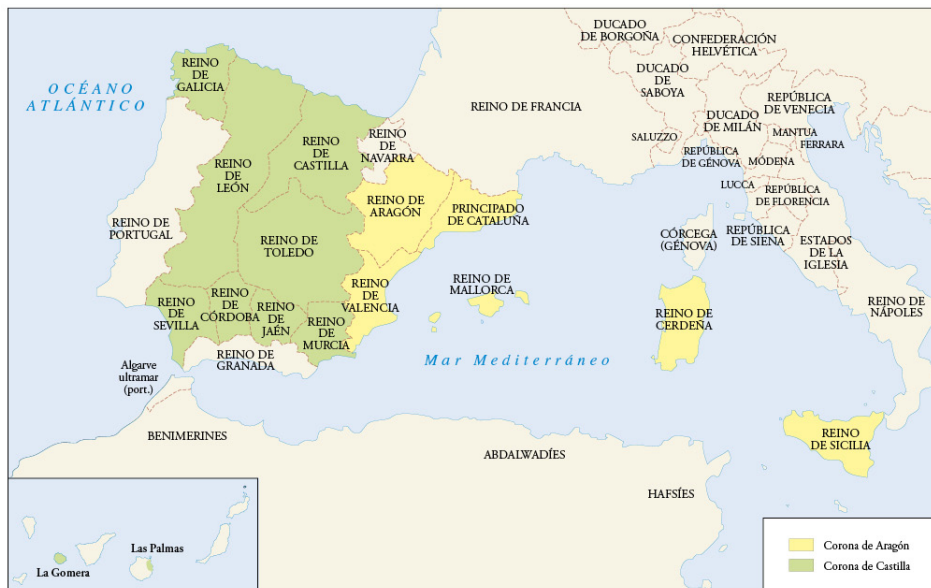 DUCADO
DE BORGOÑA
CONFEDERACIÓN
HELVÉTICA
REINO
DE
GALICIA
OCÉANO
ATLÁNTICO
DUCADO
DE
SABOYA
REINO DE FRANCIA
REPÚBLICA
DE VENECIA
DUCADO
DE MILÁN
MANTUA
FERRARA
SALUZZO
REPÚBLICA
DE GÉNOVA
MÓDENA
REINO
DE
CASTILLA
REINO
DE
NAVARRA
REINO
DE
LEÓN
LUCCA
REPÚBLICA
DE FLORENCIA
REINO
DE
ARAGÓN
PRINCIPADO
DE CATALUÑA
REINO DE
PORTUGAL
REINO DE
TOLEDO
CÓRCEGA
(GÉNOVA)
REPÚBLICA
DE SIENA
ESTADOS
DE LA
IGLESIA
REINO DE
MALLORCA
REINO
DE
VALENCIA
REINO
DE
SEVILLA
REINO
DE
CÓRDOBA
REINO
DE
JAÉN
REINO
DE
MURCIA
REINO
DE CERDEÑA
REINO DE
NÁPOLES
REINO DE
GRANADA
Mar Mediterráneo
Algarve
ultramar
(port.)
BENIMERINES
ABDALWADÍES
REINO
DE SICILIA
HAFSÍES
Las Palmas
La Gomera
Corona de Aragón
Corona de Castilla